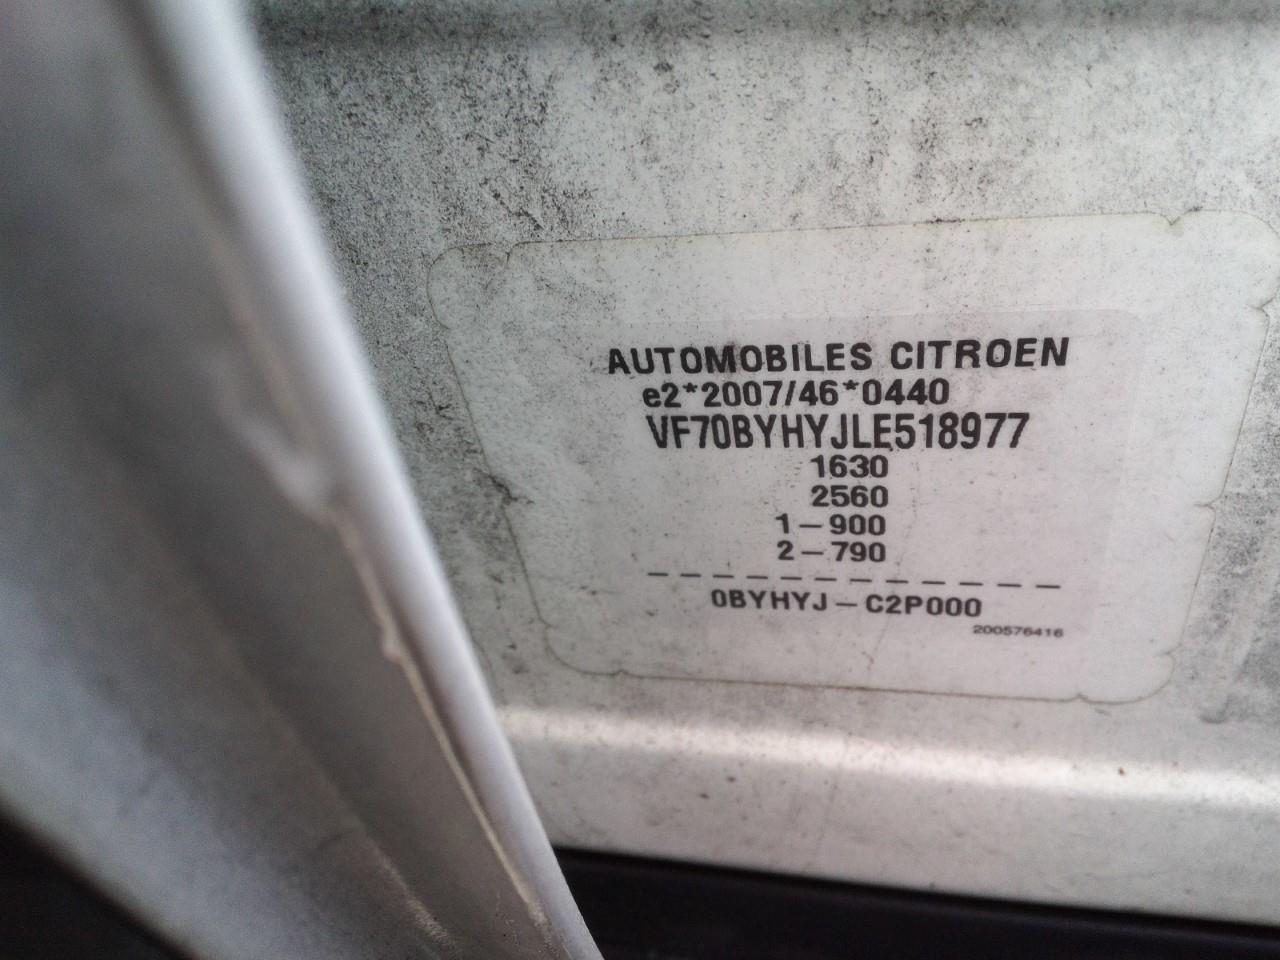 AUTOMOBILES CITROEN
e2*2007/46*0440
VF70BYHYJLE518977
1630
2560
1-900
2-790
0BYHYJ-C2P000
200576416